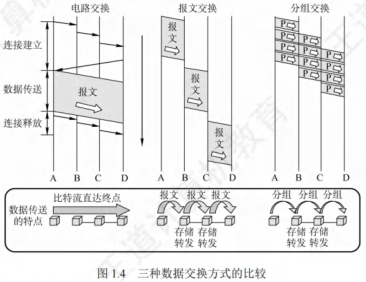 电路交换 报文交换 分组交换
连接建立
数据传送
连接释放
报文
报
文
报
文
报
文
P
P P
P P P
P P P
P P
P
A B C D A B C D A B C D
数据传送
的特点
比特流直达终点
报文 报文 报文
存储 存储
转发 转发
分组 分组 分组
存储 存储
转发 转发
图 1.4 三种数据交换方式的比较